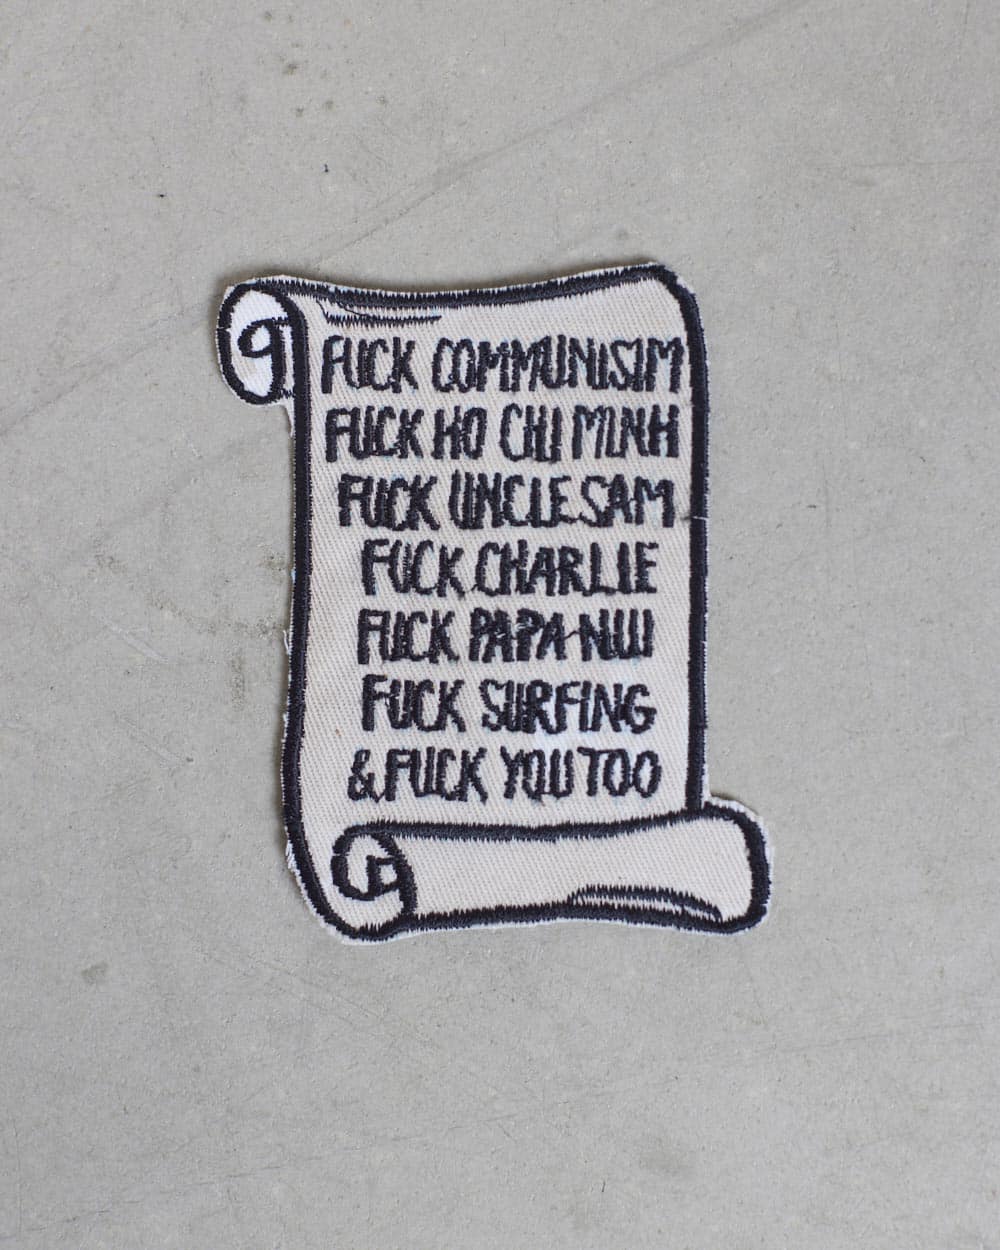 FUCK COMMUNISIM
FUCK HO CHI MINH
FUCK UNCLE SAM
FUCK CHARLIE
FUCK PAPA-NUI
FUCK SURFING
& FUCK YOU TOO